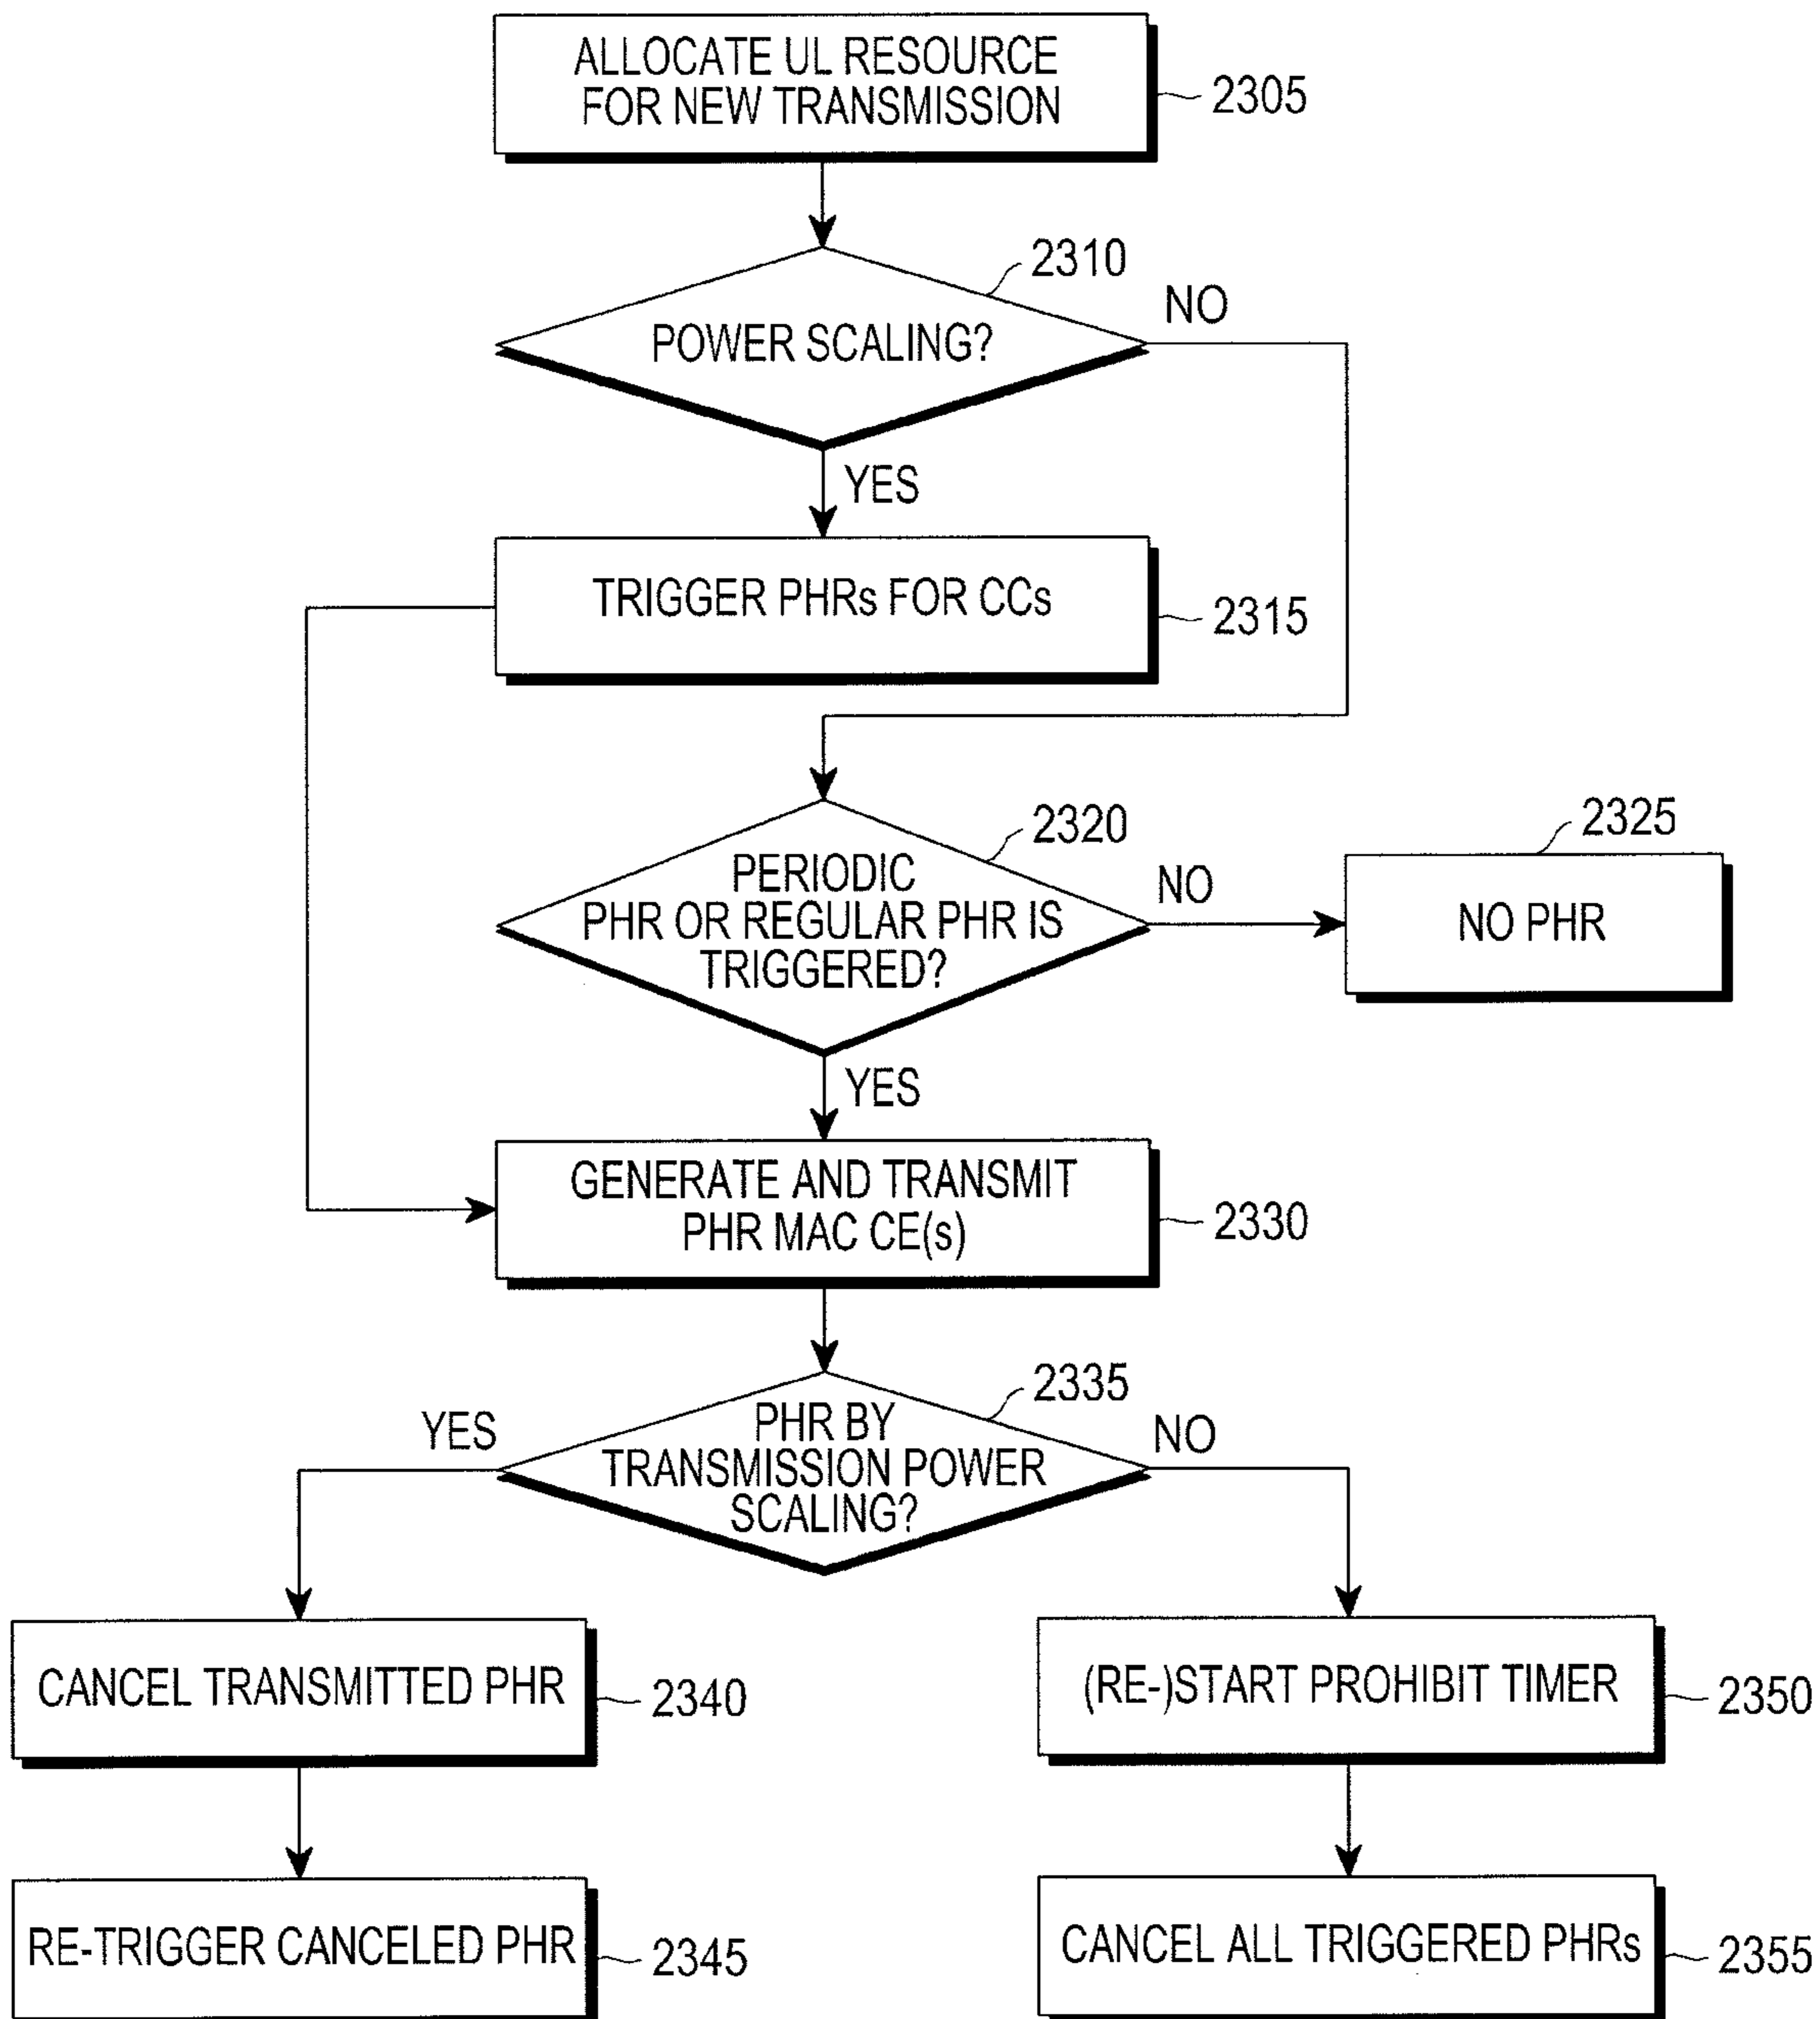 ALLOCATE UL RESOURCE
FOR NEW TRANSMISSION
2305
2310
POWER SCALING?
NO
YES
TRIGGER PHRs FOR CCs
2315
2320
PERIODIC
PHR OR REGULAR PHR IS
TRIGGERED?
NO
2325
NO PHR
YES
GENERATE AND TRANSMIT
PHR MAC CE(s)
2330
2335
PHR BY
TRANSMISSION POWER
SCALING?
YES
NO
CANCEL TRANSMITTED PHR
2340
(RE-)START PROHIBIT TIMER
2350
RE-TRIGGER CANCELED PHR
2345
CANCEL ALL TRIGGERED PHRs
2355